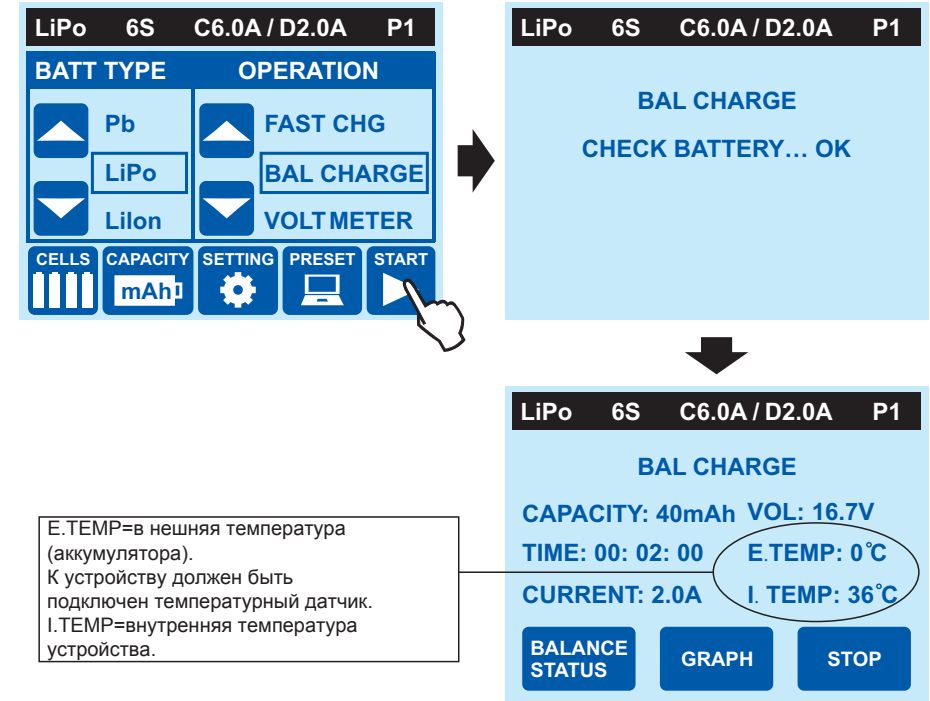 LiPo 6S C6.0A / D2.0A P1
BATT TYPE OPERATION
Pb FAST CHG
LiPo BAL CHARGE
LiIon VOLT METER
CELLS CAPACITY SETTING PRESET START
mAh
LiPo 6S C6.0A / D2.0A P1
BAL CHARGE
CHECK BATTERY... OK
LiPo 6S C6.0A / D2.0A P1
BAL CHARGE
CAPACITY: 40mAh VOL: 16.7V
TIME: 00: 02: 00 E.TEMP: 0°C
CURRENT: 2.0A I. TEMP: 36°C
BALANCE
STATUS
GRAPH STOP
E.TEMP=в нешняя температура
(аккумулятора).
К устройству должен быть
подключен температурный датчик.
I.TEMP=внутренняя температура
устройства.